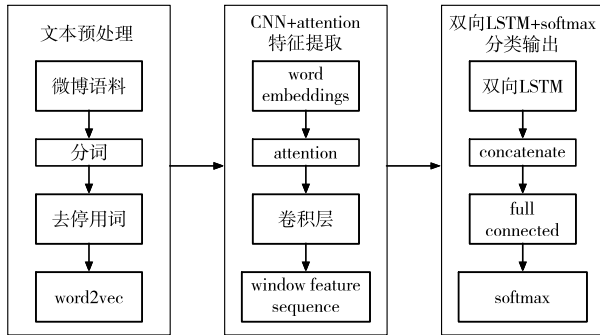 文本预处理
微博语料
分词
去停用词
word2vec
CNN+attention
特征提取
word
embeddings
attention
卷积层
window feature
sequence
双向LSTM+softmax
分类输出
双向LSTM
concatenate
full
connected
softmax